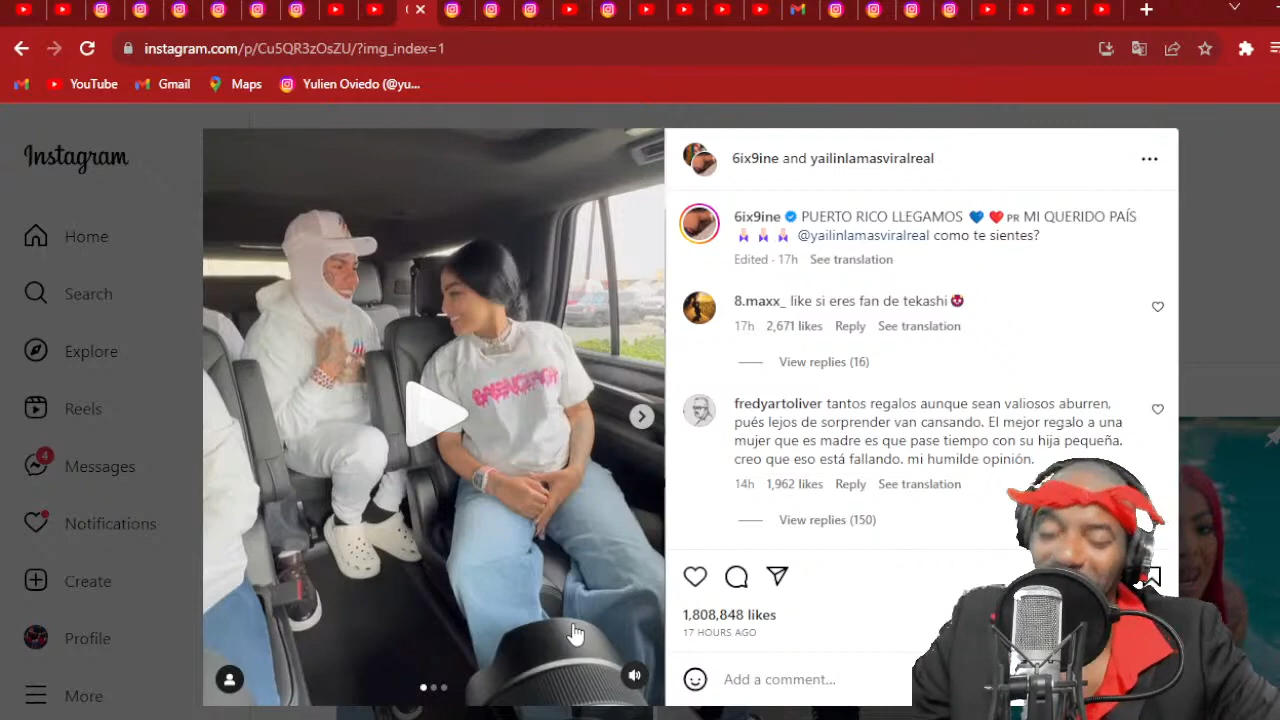 instagram.com/p/Cu5QR3zOsZU/?img_index=1
YouTube
Gmail
Maps
Yulien Oviedo (@yu...
Instagram
Home
Search
Explore
Reels
4
Messages
Notifications
Create
Profile
More
6ix9ine and yailinlamasviralreal
6ix9ine PUERTO RICO LLEGAMOS 💙 ❤️ PR MI QUERIDO PAÍS
@yailinlamasviralreal como te sientes?
Edited · 17h See translation
8.maxx_ like si eres fan de tekashi
17h 2,671 likes Reply See translation
View replies (16)
fredyartoliver tantos regalos aunque sean valiosos aburren,
pués lejos de sorprender van cansando. El mejor regalo a una
mujer que es madre es que pase tiempo con su hija pequeña.
creo que eso está fallando. mi humilde opinión.
14h 1,962 likes Reply See translation
View replies (150)
1,808,848 likes
17 HOURS AGO
Add a comment...